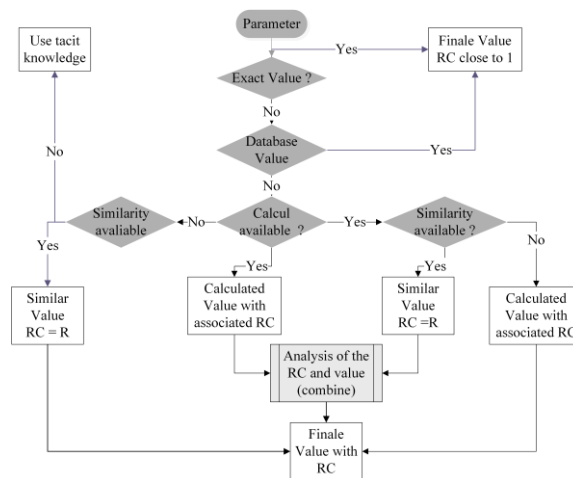 Parameter
Use tacit
knowledge
Yes
Finale Value
RC close to 1
Exact Value ?
No
Database
Value
Yes
No
No
Similarity
avaliable
No
Calcul
available ?
Yes
Similarity
available ?
No
Yes
Yes
Yes
Similar
Value
RC = R
Calculated
Value with
associated RC
Similar
Value
RC =R
Calculated
Value with
associated RC
Analysis of the
RC and value
(combine)
Finale
Value with
RC